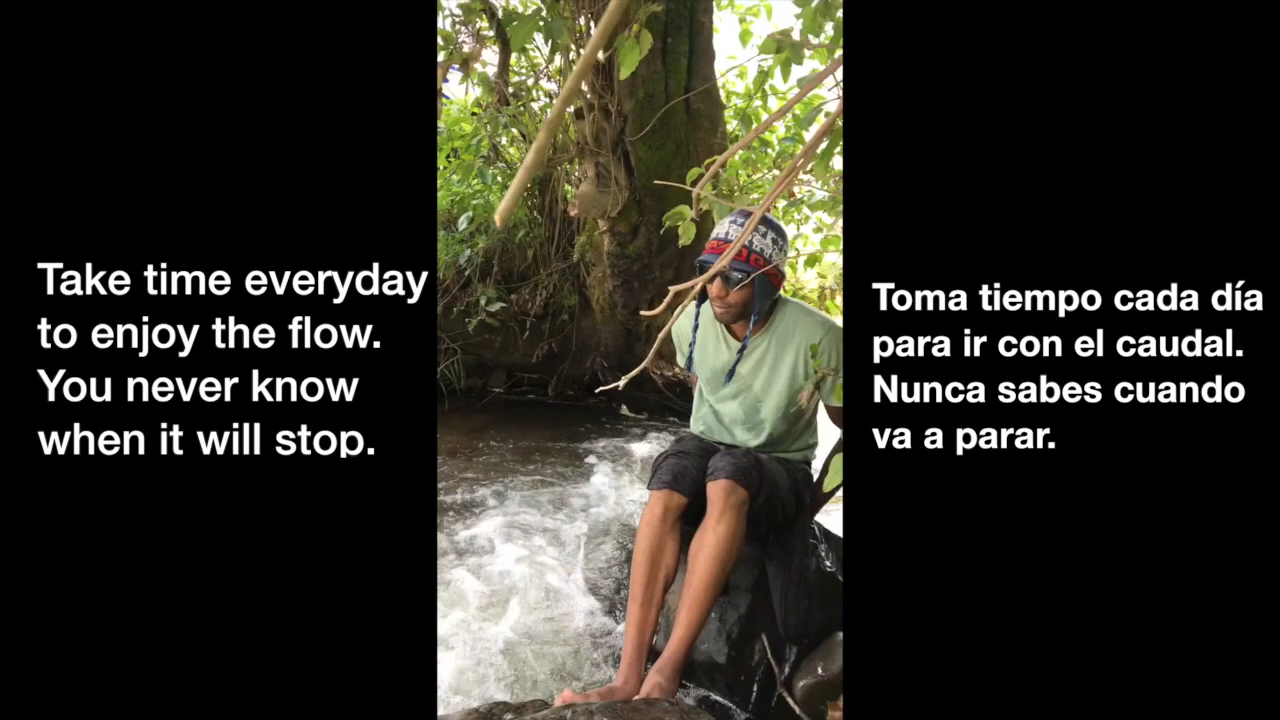 Take time everyday
to enjoy the flow.
You never know
when it will stop.
Toma tiempo cada día
para ir con el caudal.
Nunca sabes cuando
va a parar.